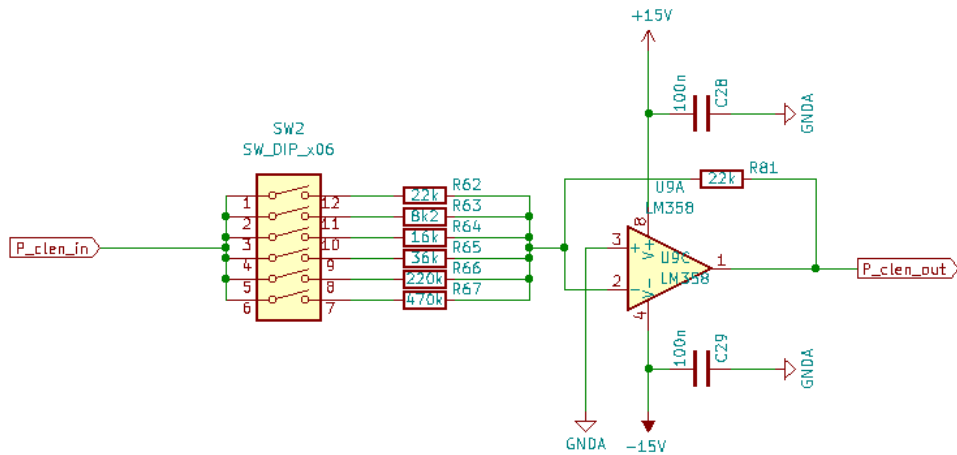 +15V
100n
C28
GNDA
SW2
SW_DIP_x06
R81
22k
U9A
LM358
P_clen_in
1
2
3
4
5
6
12
11
10
9
8
7
R62
22k
R63
8k2
R64
16k
R65
36k
R66
220k
R67
470k
8
V+
3
+
U9C
LM358
2
-
V-
4
1
P_clen_out
100n
C29
GNDA
GNDA
-15V